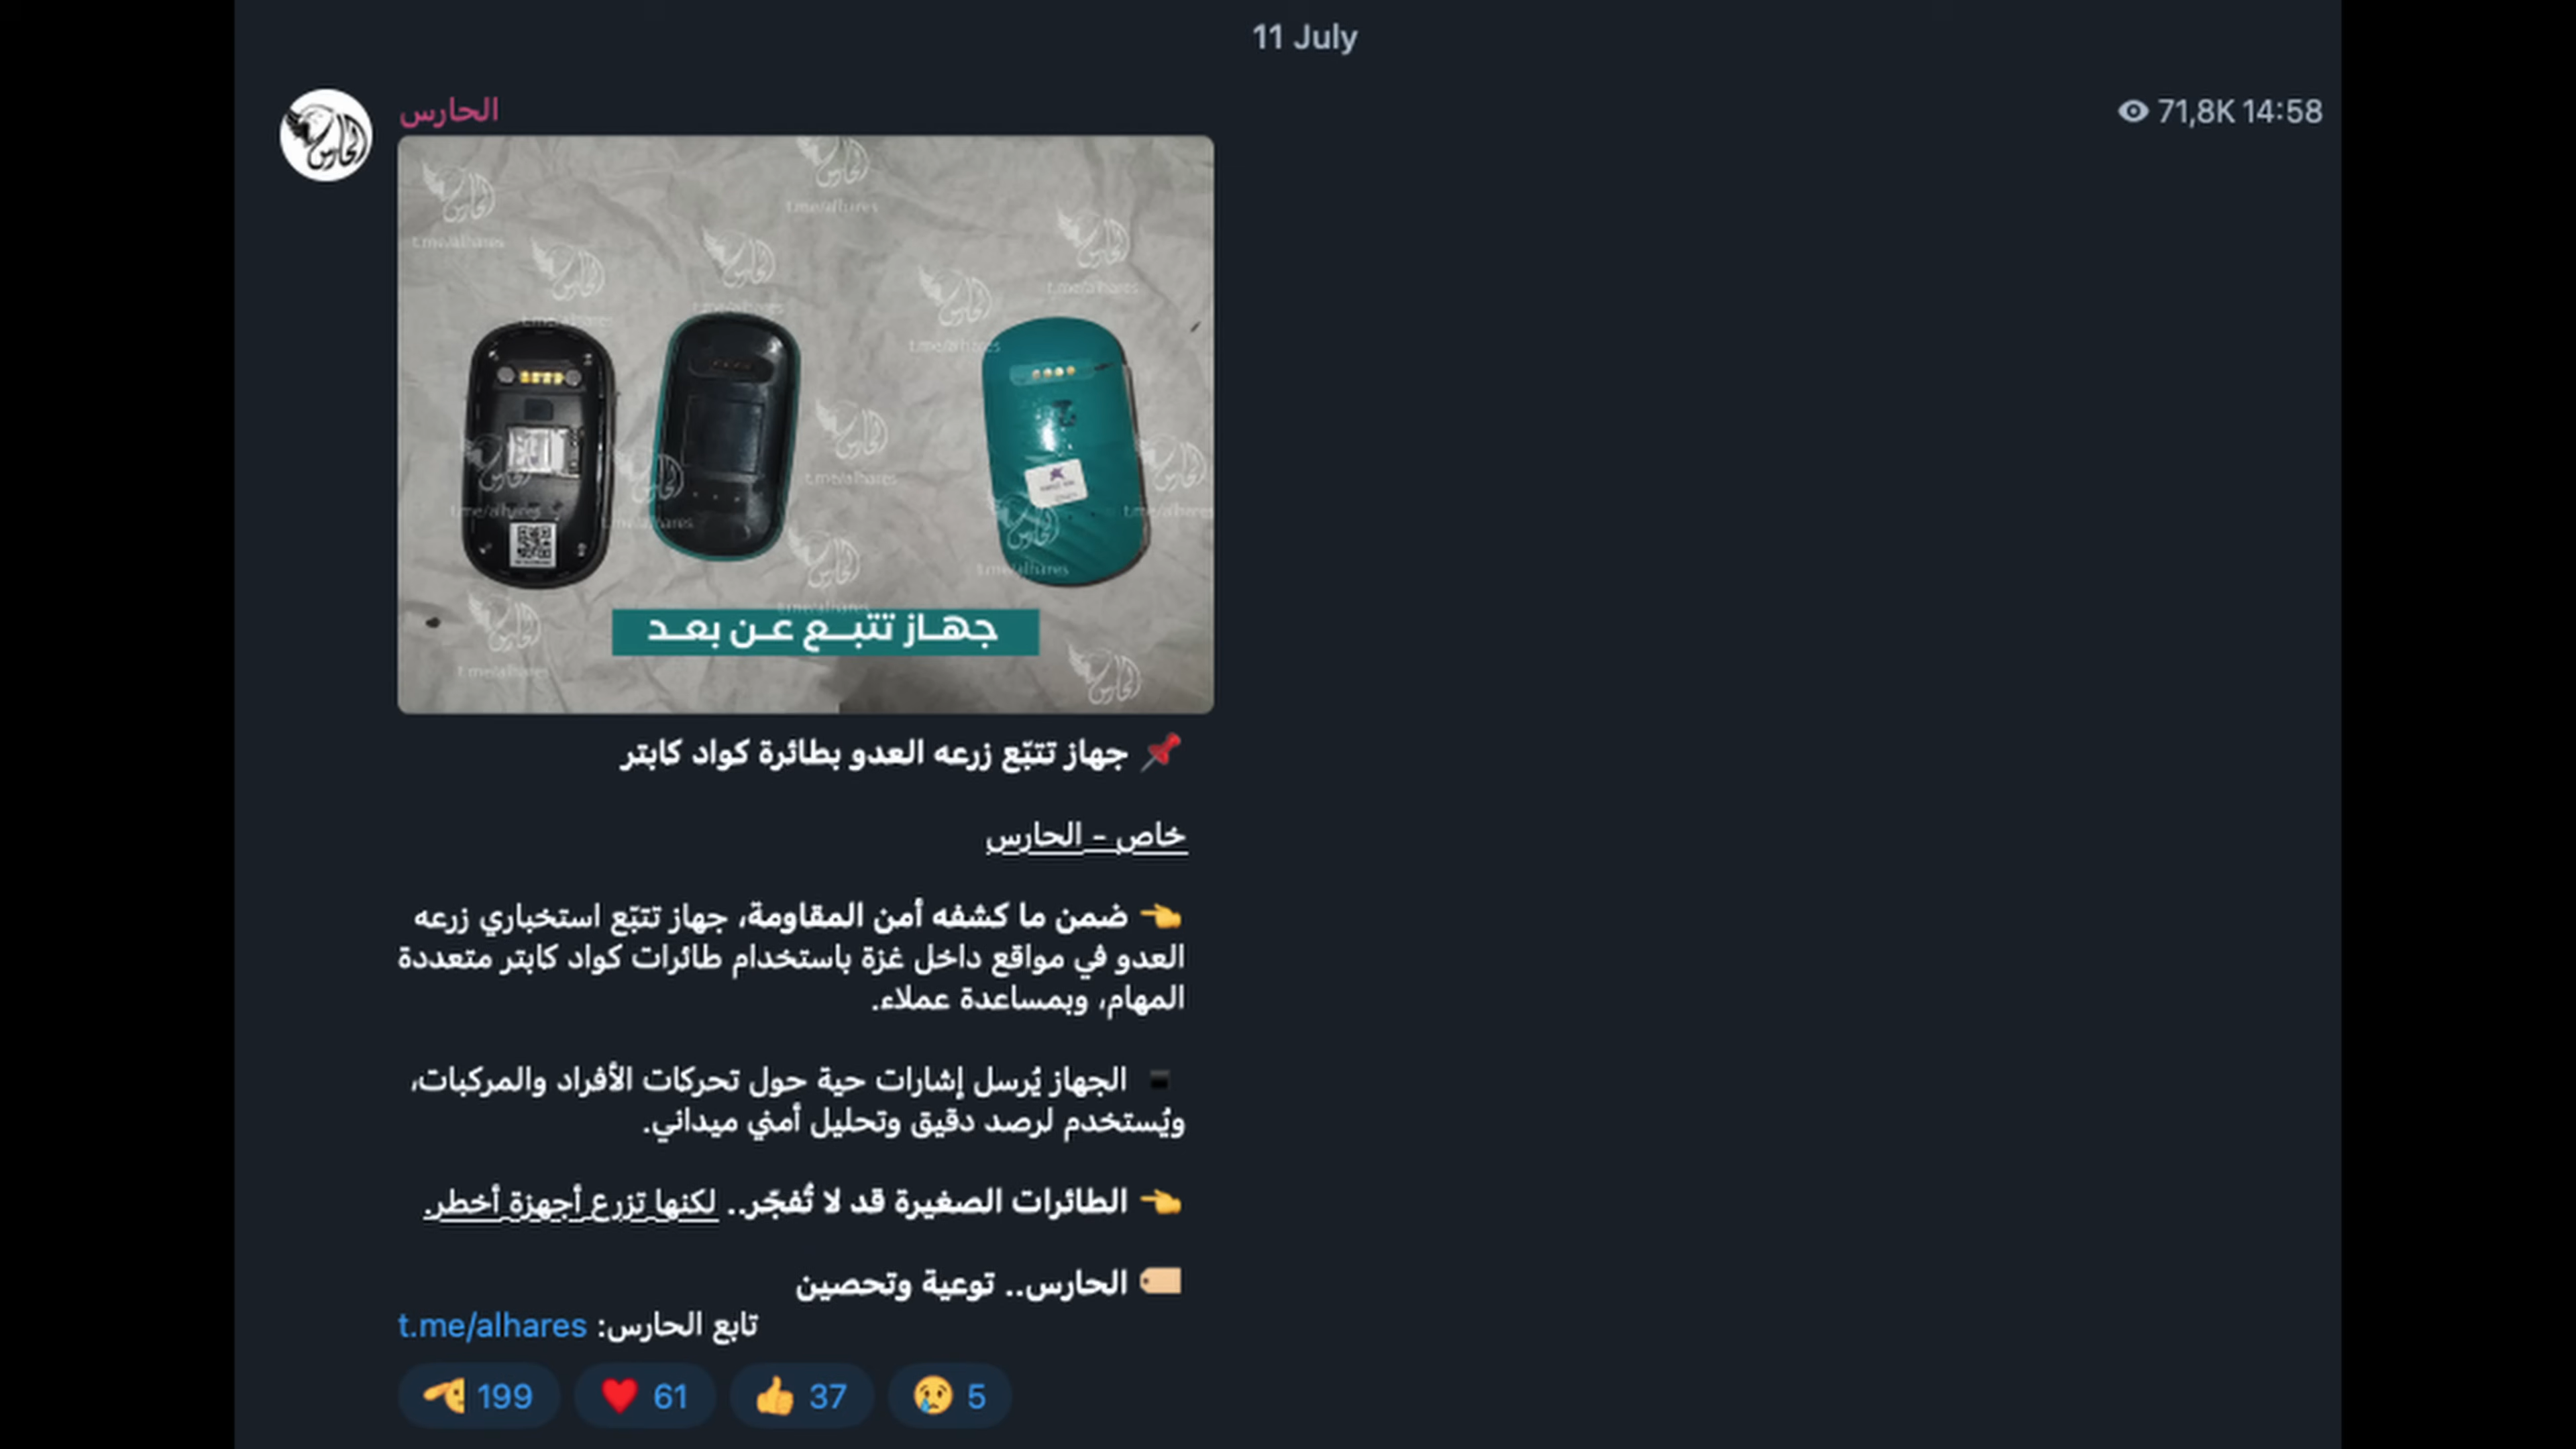 11 July
الحارس
71,8K 14:58
الحارس
t.me/alhares
جهاز تتبع عن بعد
📌 جهاز تتبّع زرعه العدو بطائرة كواد كابتر
خاص - الحارس
👈 ضمن ما كشفه أمن المقاومة، جهاز تتبّع استخباري زرعه
العدو في مواقع داخل غزة باستخدام طائرات كواد كابتر متعددة
المهام، وبمساعدة عملاء.
▪️ الجهاز يُرسل إشارات حية حول تحركات الأفراد والمركبات،
ويُستخدم لرصد دقيق وتحليل أمني ميداني.
👈 الطائرات الصغيرة قد لا تُفجّر.. لكنها تزرع أجهزة أخطر.
🏷 الحارس.. توعية وتحصين
تابع الحارس: t.me/alhares
199 61 37 5